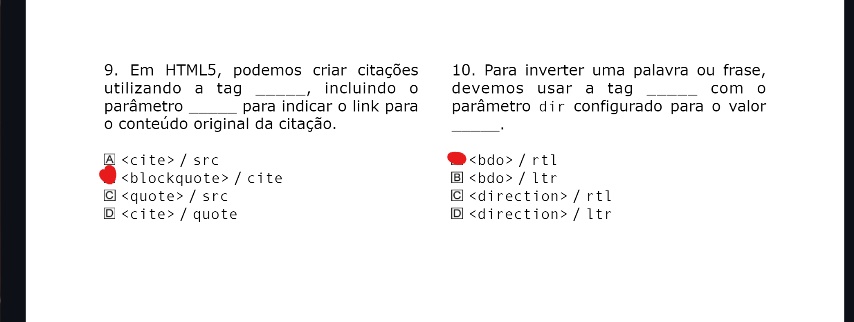 9. Em HTML5, podemos criar citações
utilizando a tag _____, incluindo o
parâmetro _____ para indicar o link para
o conteúdo original da citação.
A <cite> / src
<blockquote> / cite
C <quote> / src
D <cite> / quote
10. Para inverter uma palavra ou frase,
devemos usar a tag _____ com o
parâmetro dir configurado para o valor
_____.
<bdo> / rtl
B <bdo> / ltr
C <direction> / rtl
D <direction> / ltr